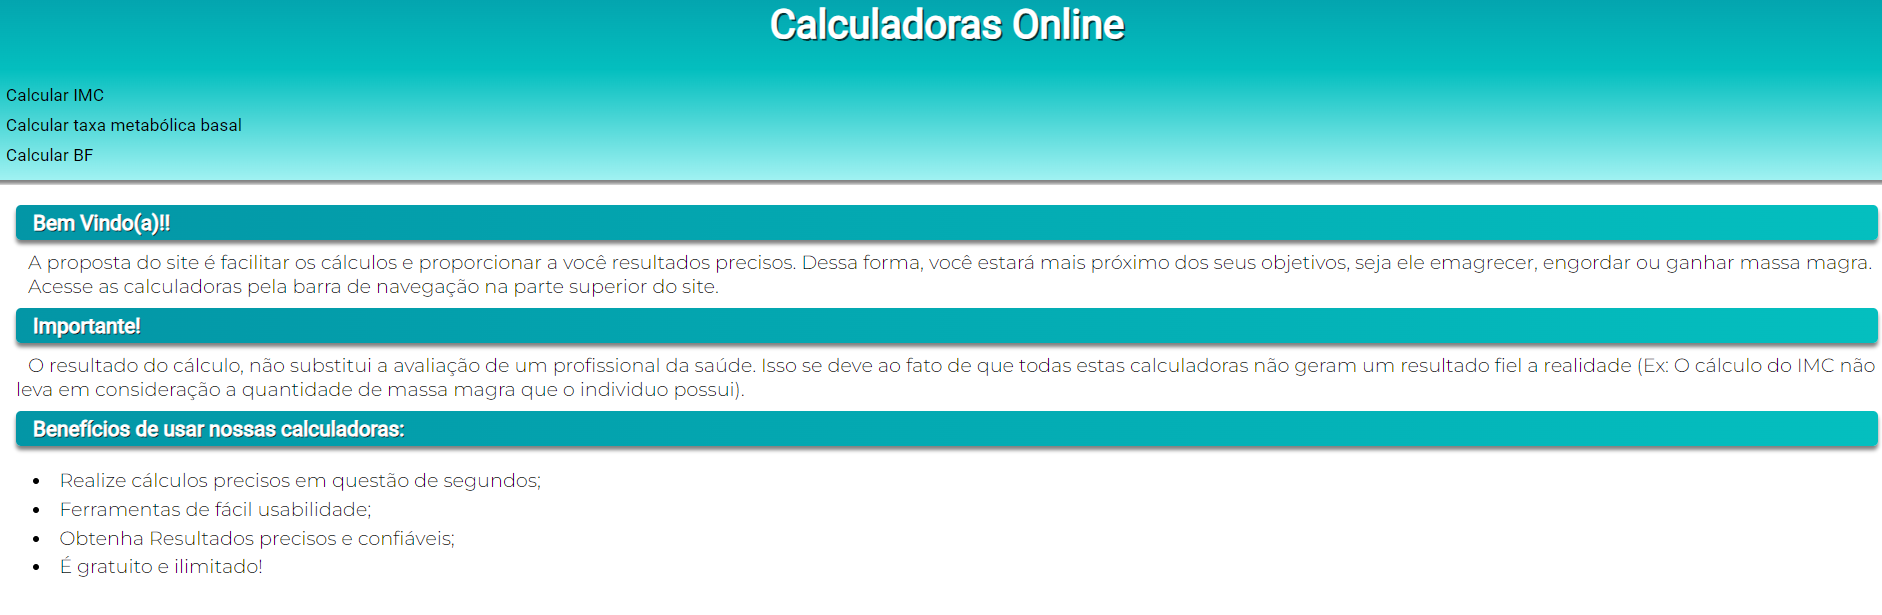 Calculadoras Online
Calcular IMC
Calcular taxa metabólica basal
Calcular BF
Bem Vindo(a)!!
A proposta do site é facilitar os cálculos e proporcionar a você resultados precisos. Dessa forma, você estará mais próximo dos seus objetivos, seja ele emagrecer, engordar ou ganhar massa magra.
Acesse as calculadoras pela barra de navegação na parte superior do site.
Importante!
O resultado do cálculo, não substitui a avaliação de um profissional da saúde. Isso se deve ao fato de que todas estas calculadoras não geram um resultado fiel a realidade (Ex: O cálculo do IMC não
leva em consideração a quantidade de massa magra que o individuo possui).
Benefícios de usar nossas calculadoras:
• Realize cálculos precisos em questão de segundos;
• Ferramentas de fácil usabilidade;
• Obtenha Resultados precisos e confiáveis;
• É gratuito e ilimitado!